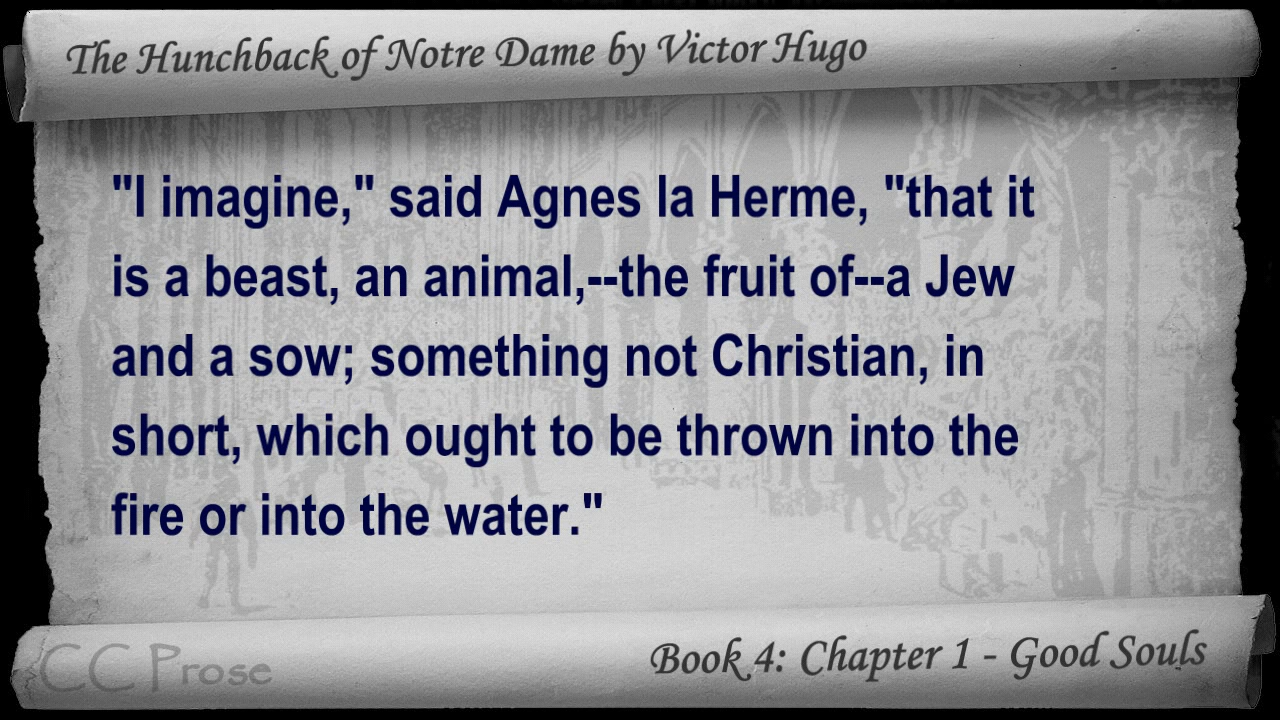 The Hunchback of Notre Dame by Victor Hugo
"I imagine," said Agnes la Herme, "that it
is a beast, an animal,--the fruit of--a Jew
and a sow; something not Christian, in
short, which ought to be thrown into the
fire or into the water."
CC Prose
Book 4: Chapter 1 - Good Souls